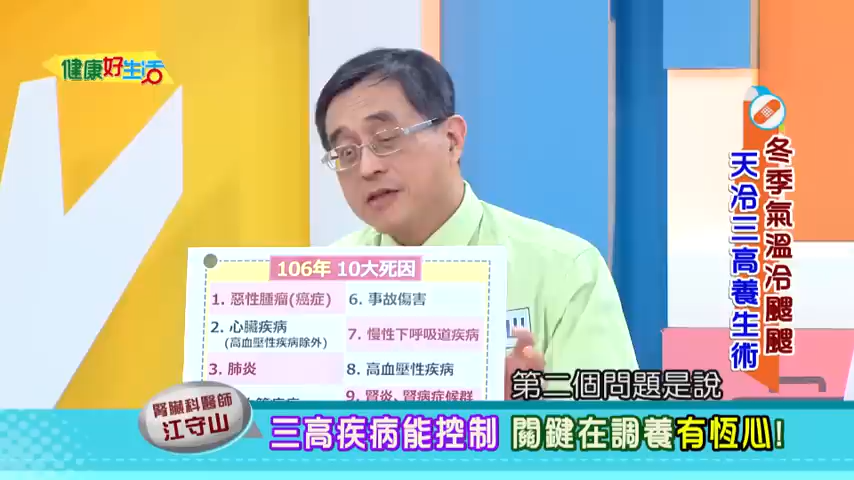 健康好生活
冬季氣溫冷颼颼
天冷三高養生術
106年 10大死因
1. 惡性腫瘤(癌症)
2. 心臟疾病
(高血壓性疾病除外)
3. 肺炎
6. 事故傷害
7. 慢性下呼吸道疾病
8. 高血壓性疾病
9. 腎炎、腎病症候群
第二個問題是說
腎臟科醫師
江守山
三高疾病能控制 關鍵在調養有恆心!